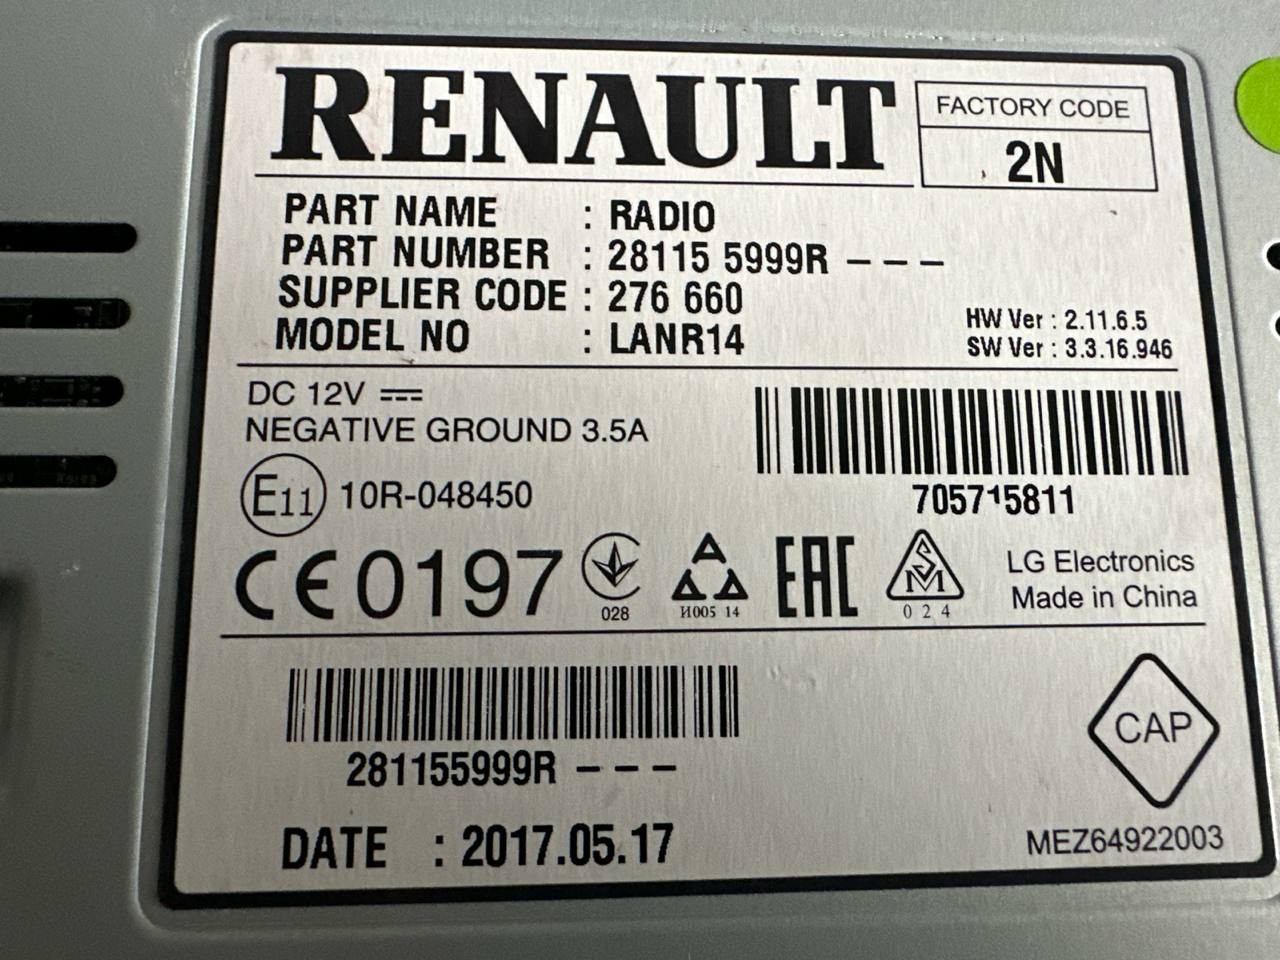 RENAULT
FACTORY CODE
2N
PART NAME : RADIO
PART NUMBER : 28115 5999R – – –
SUPPLIER CODE : 276 660
MODEL NO : LANR14
HW Ver : 2.11.6.5
SW Ver : 3.3.16.946
DC 12V
NEGATIVE GROUND 3.5A
705715811
E11 10R-048450
CE 0197
028
И005 14
EAC
SM
024
LG Electronics
Made in China
281155999R – – –
CAP
DATE : 2017.05.17
MEZ64922003